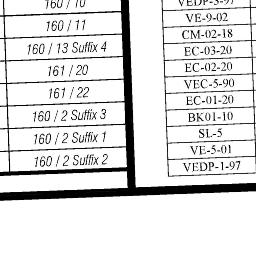 160 / 10
160 / 11
160 / 13 Suffix 4
161 / 20
161 / 22
160 / 2 Suffix 3
160 / 2 Suffix 1
160 / 2 Suffix 2
VEDP-3-97
VE-9-02
CM-02-18
EC-03-20
EC-02-20
VEC-5-90
EC-01-20
BK01-10
SL-5
VE-5-01
VEDP-1-97